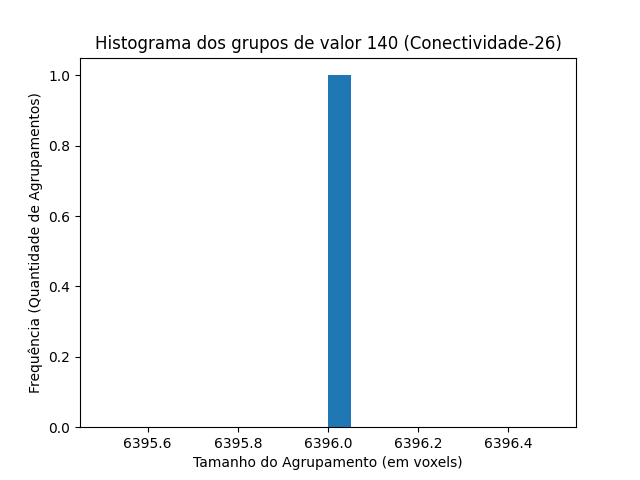 Histograma dos grupos de valor 140 (Conectividade-26)
Frequência (Quantidade de Agrupamentos)
1.0
0.8
0.6
0.4
0.2
0.0
6395.6 6395.8 6396.0 6396.2 6396.4
Tamanho do Agrupamento (em voxels)